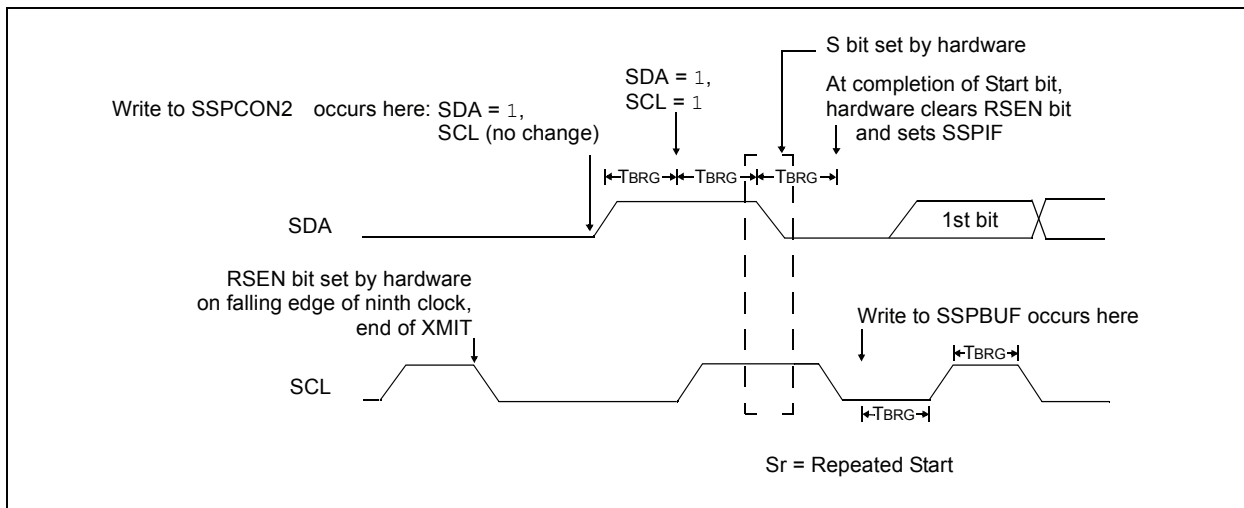 S bit set by hardware
SDA = 1,
SCL = 1
At completion of Start bit,
hardware clears RSEN bit
and sets SSPIF
Write to SSPCON2 occurs here: SDA = 1,
SCL (no change)
TBRG TBRG TBRG
SDA
1st bit
RSEN bit set by hardware
on falling edge of ninth clock,
end of XMIT
Write to SSPBUF occurs here
TBRG
SCL
TBRG
Sr = Repeated Start